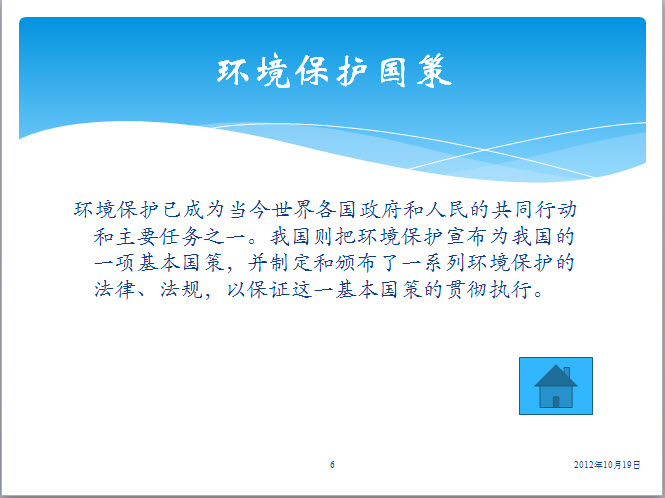 环境保护国策
环境保护已成为当今世界各国政府和人民的共同行动
和主要任务之一。我国则把环境保护宣布为我国的
一项基本国策，并制定和颁布了一系列环境保护的
法律、法规，以保证这一基本国策的贯彻执行。
6
2012年10月19日